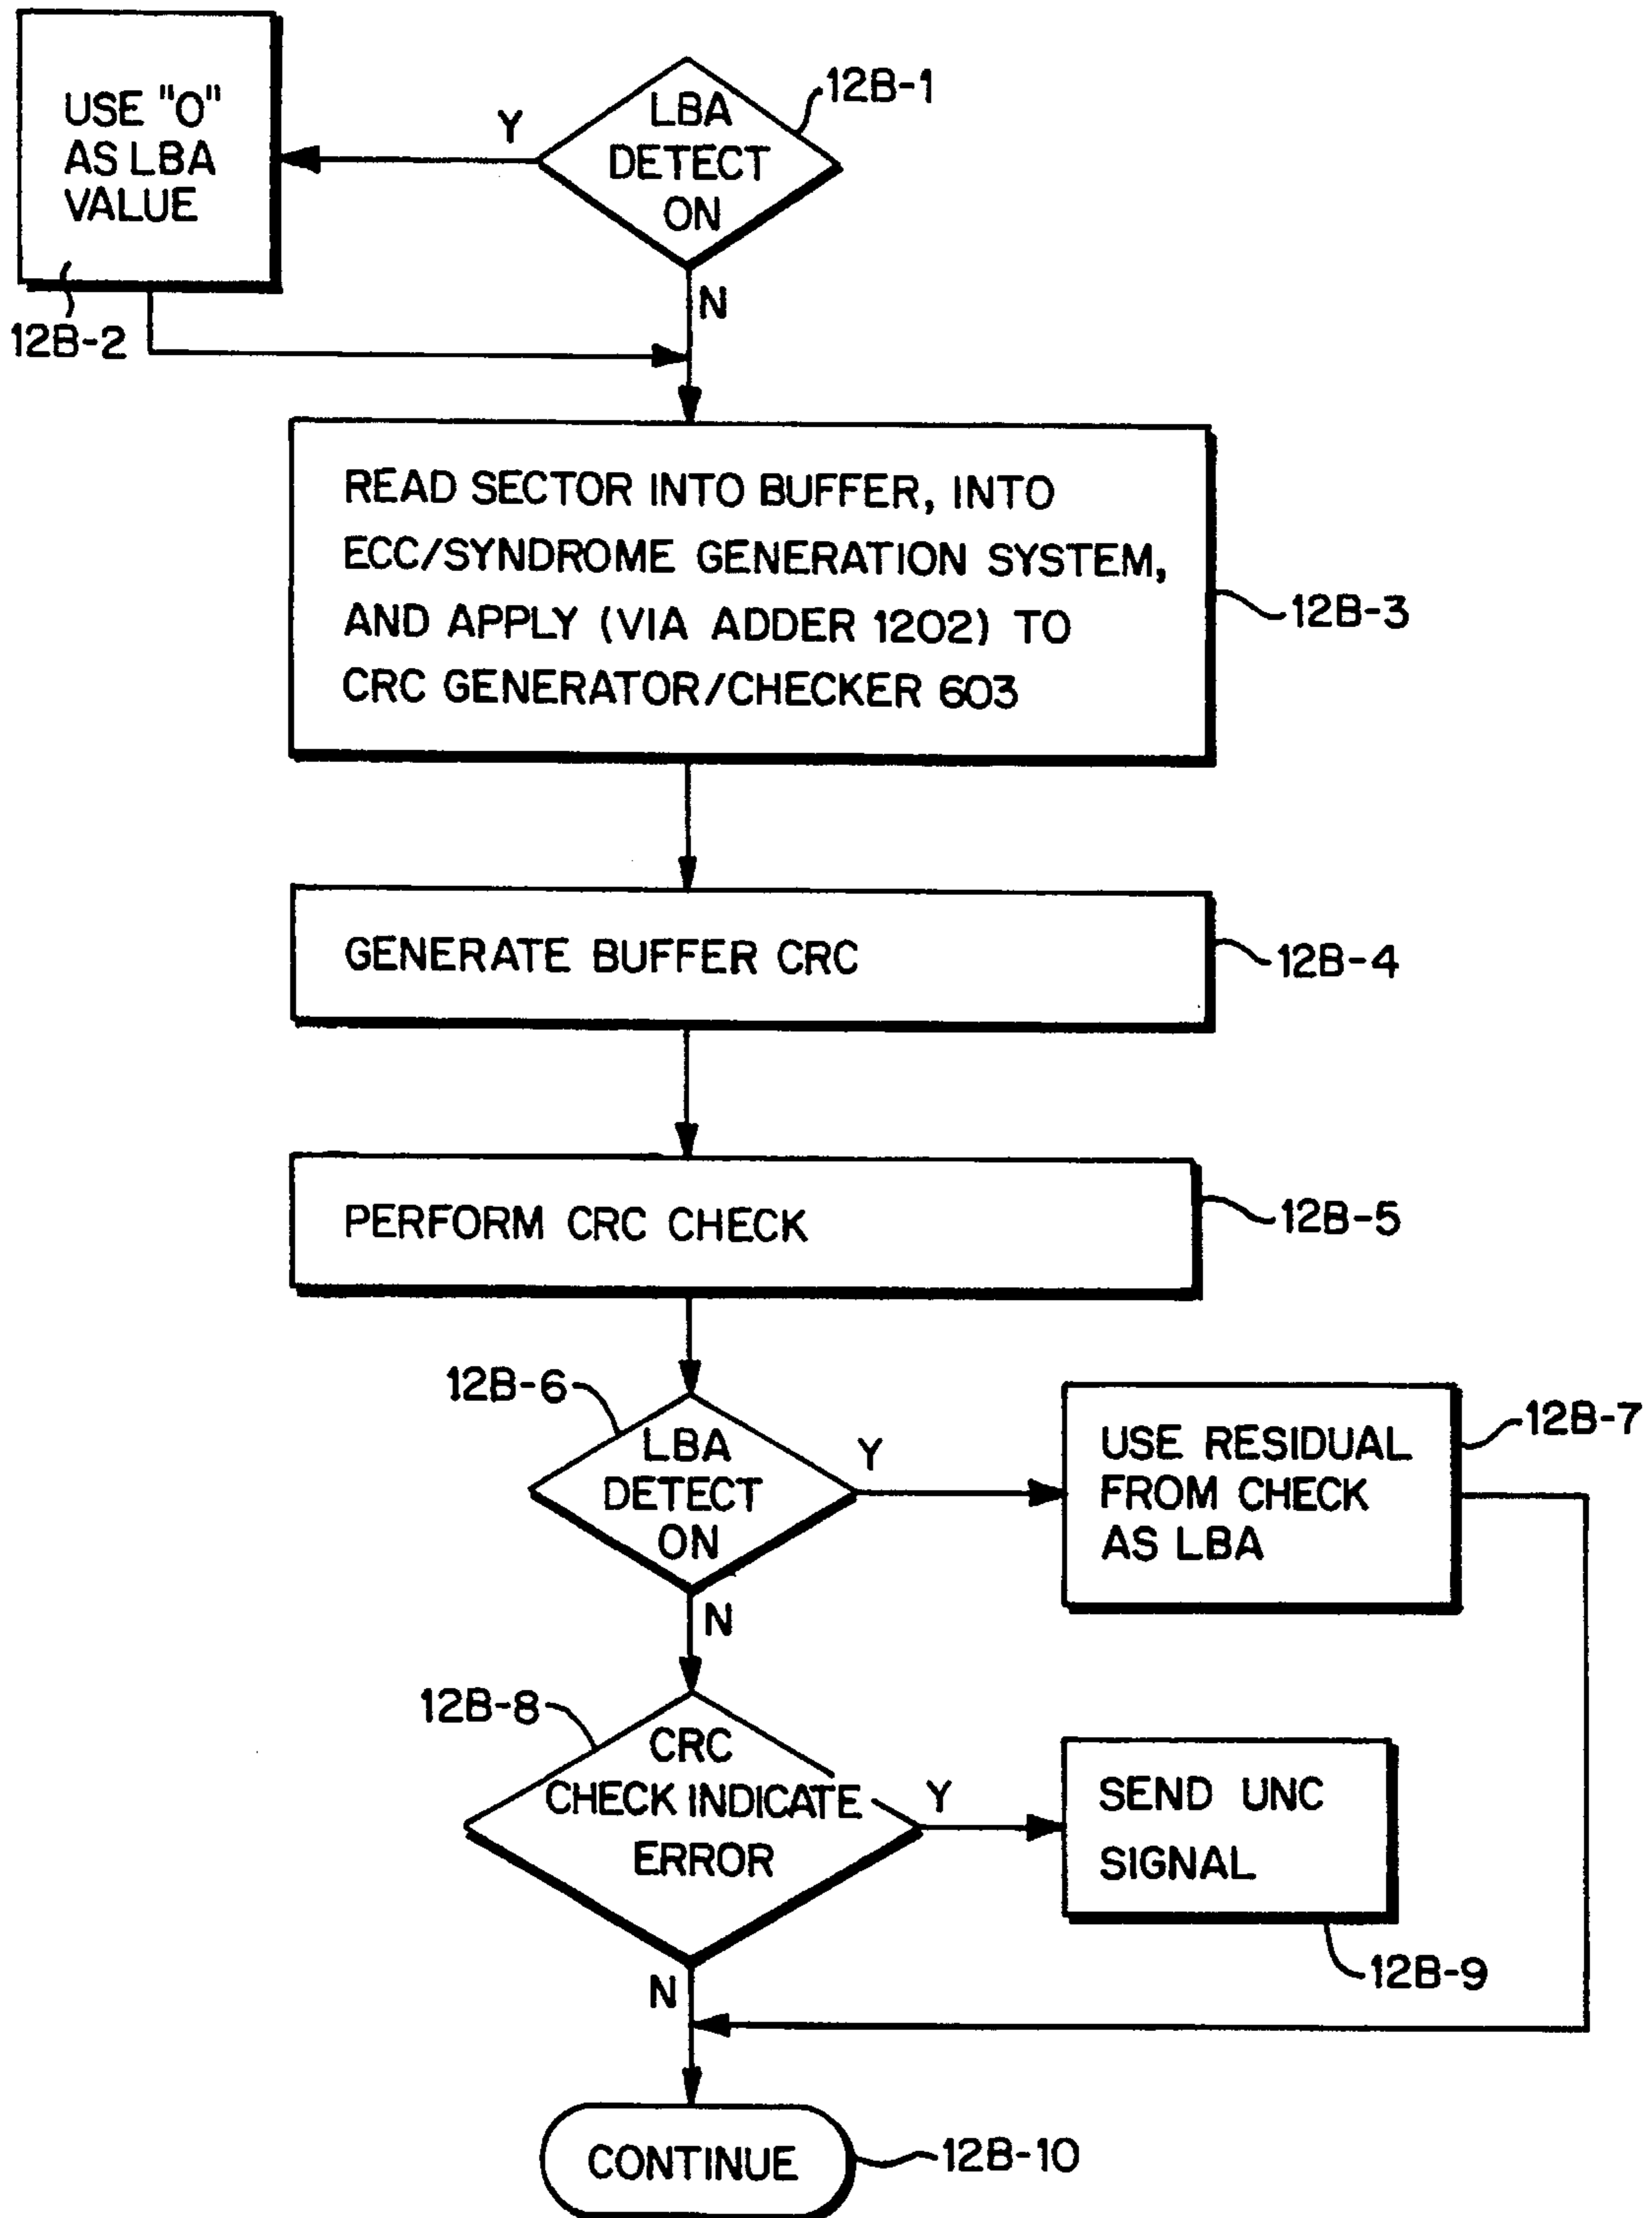 USE "0"
AS LBA
VALUE
12B-2
LBA
DETECT
ON
12B-1
Y
N
READ SECTOR INTO BUFFER, INTO
ECC/SYNDROME GENERATION SYSTEM,
AND APPLY (VIA ADDER 1202) TO
CRC GENERATOR/CHECKER 603
12B-3
GENERATE BUFFER CRC
12B-4
PERFORM CRC CHECK
12B-5
12B-6
LBA
DETECT
ON
Y
N
USE RESIDUAL
FROM CHECK
AS LBA
12B-7
12B-8
CRC
CHECK INDICATE
ERROR
Y
N
SEND UNC
SIGNAL
12B-9
CONTINUE
12B-10